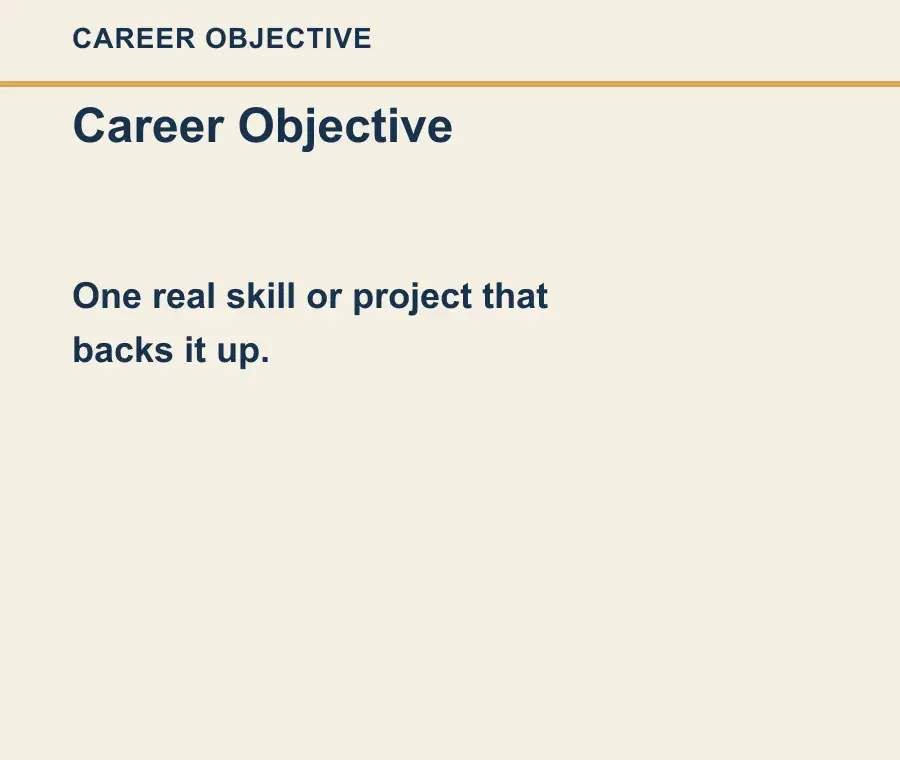 CAREER OBJECTIVE
Career Objective
One real skill or project that
backs it up.